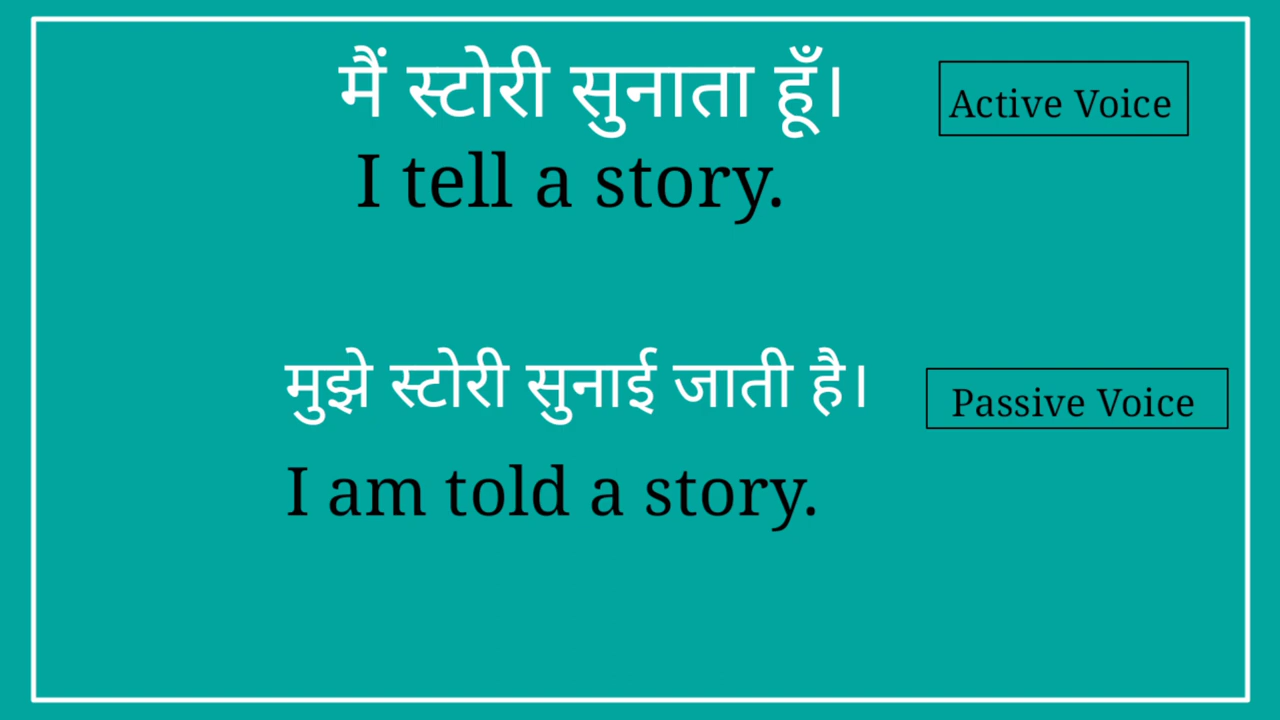 मैं स्टोरी सुनाता हूँ।
Active Voice
I tell a story.
मुझे स्टोरी सुनाई जाती है।
Passive Voice
I am told a story.